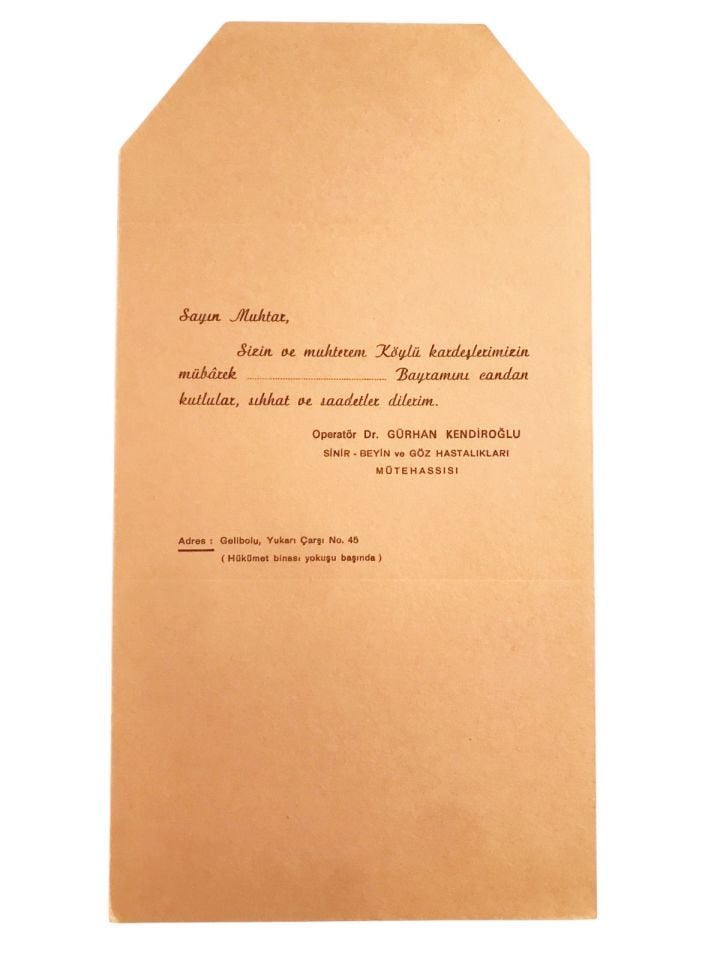 Sayın Muhtar,
Sizin ve muhterem Köylü kardeşlerimizin
mübârek ........................................ Bayramını candan
kutlular, sıhhat ve saadetler dilerim.
Operatör Dr. GÜRHAN KENDİROĞLU
SİNİR - BEYİN ve GÖZ HASTALIKLARI
MÜTEHASSISI
Adres : Gelibolu, Yukarı Çarşı No. 45
( Hükûmet binası yokuşu başında )